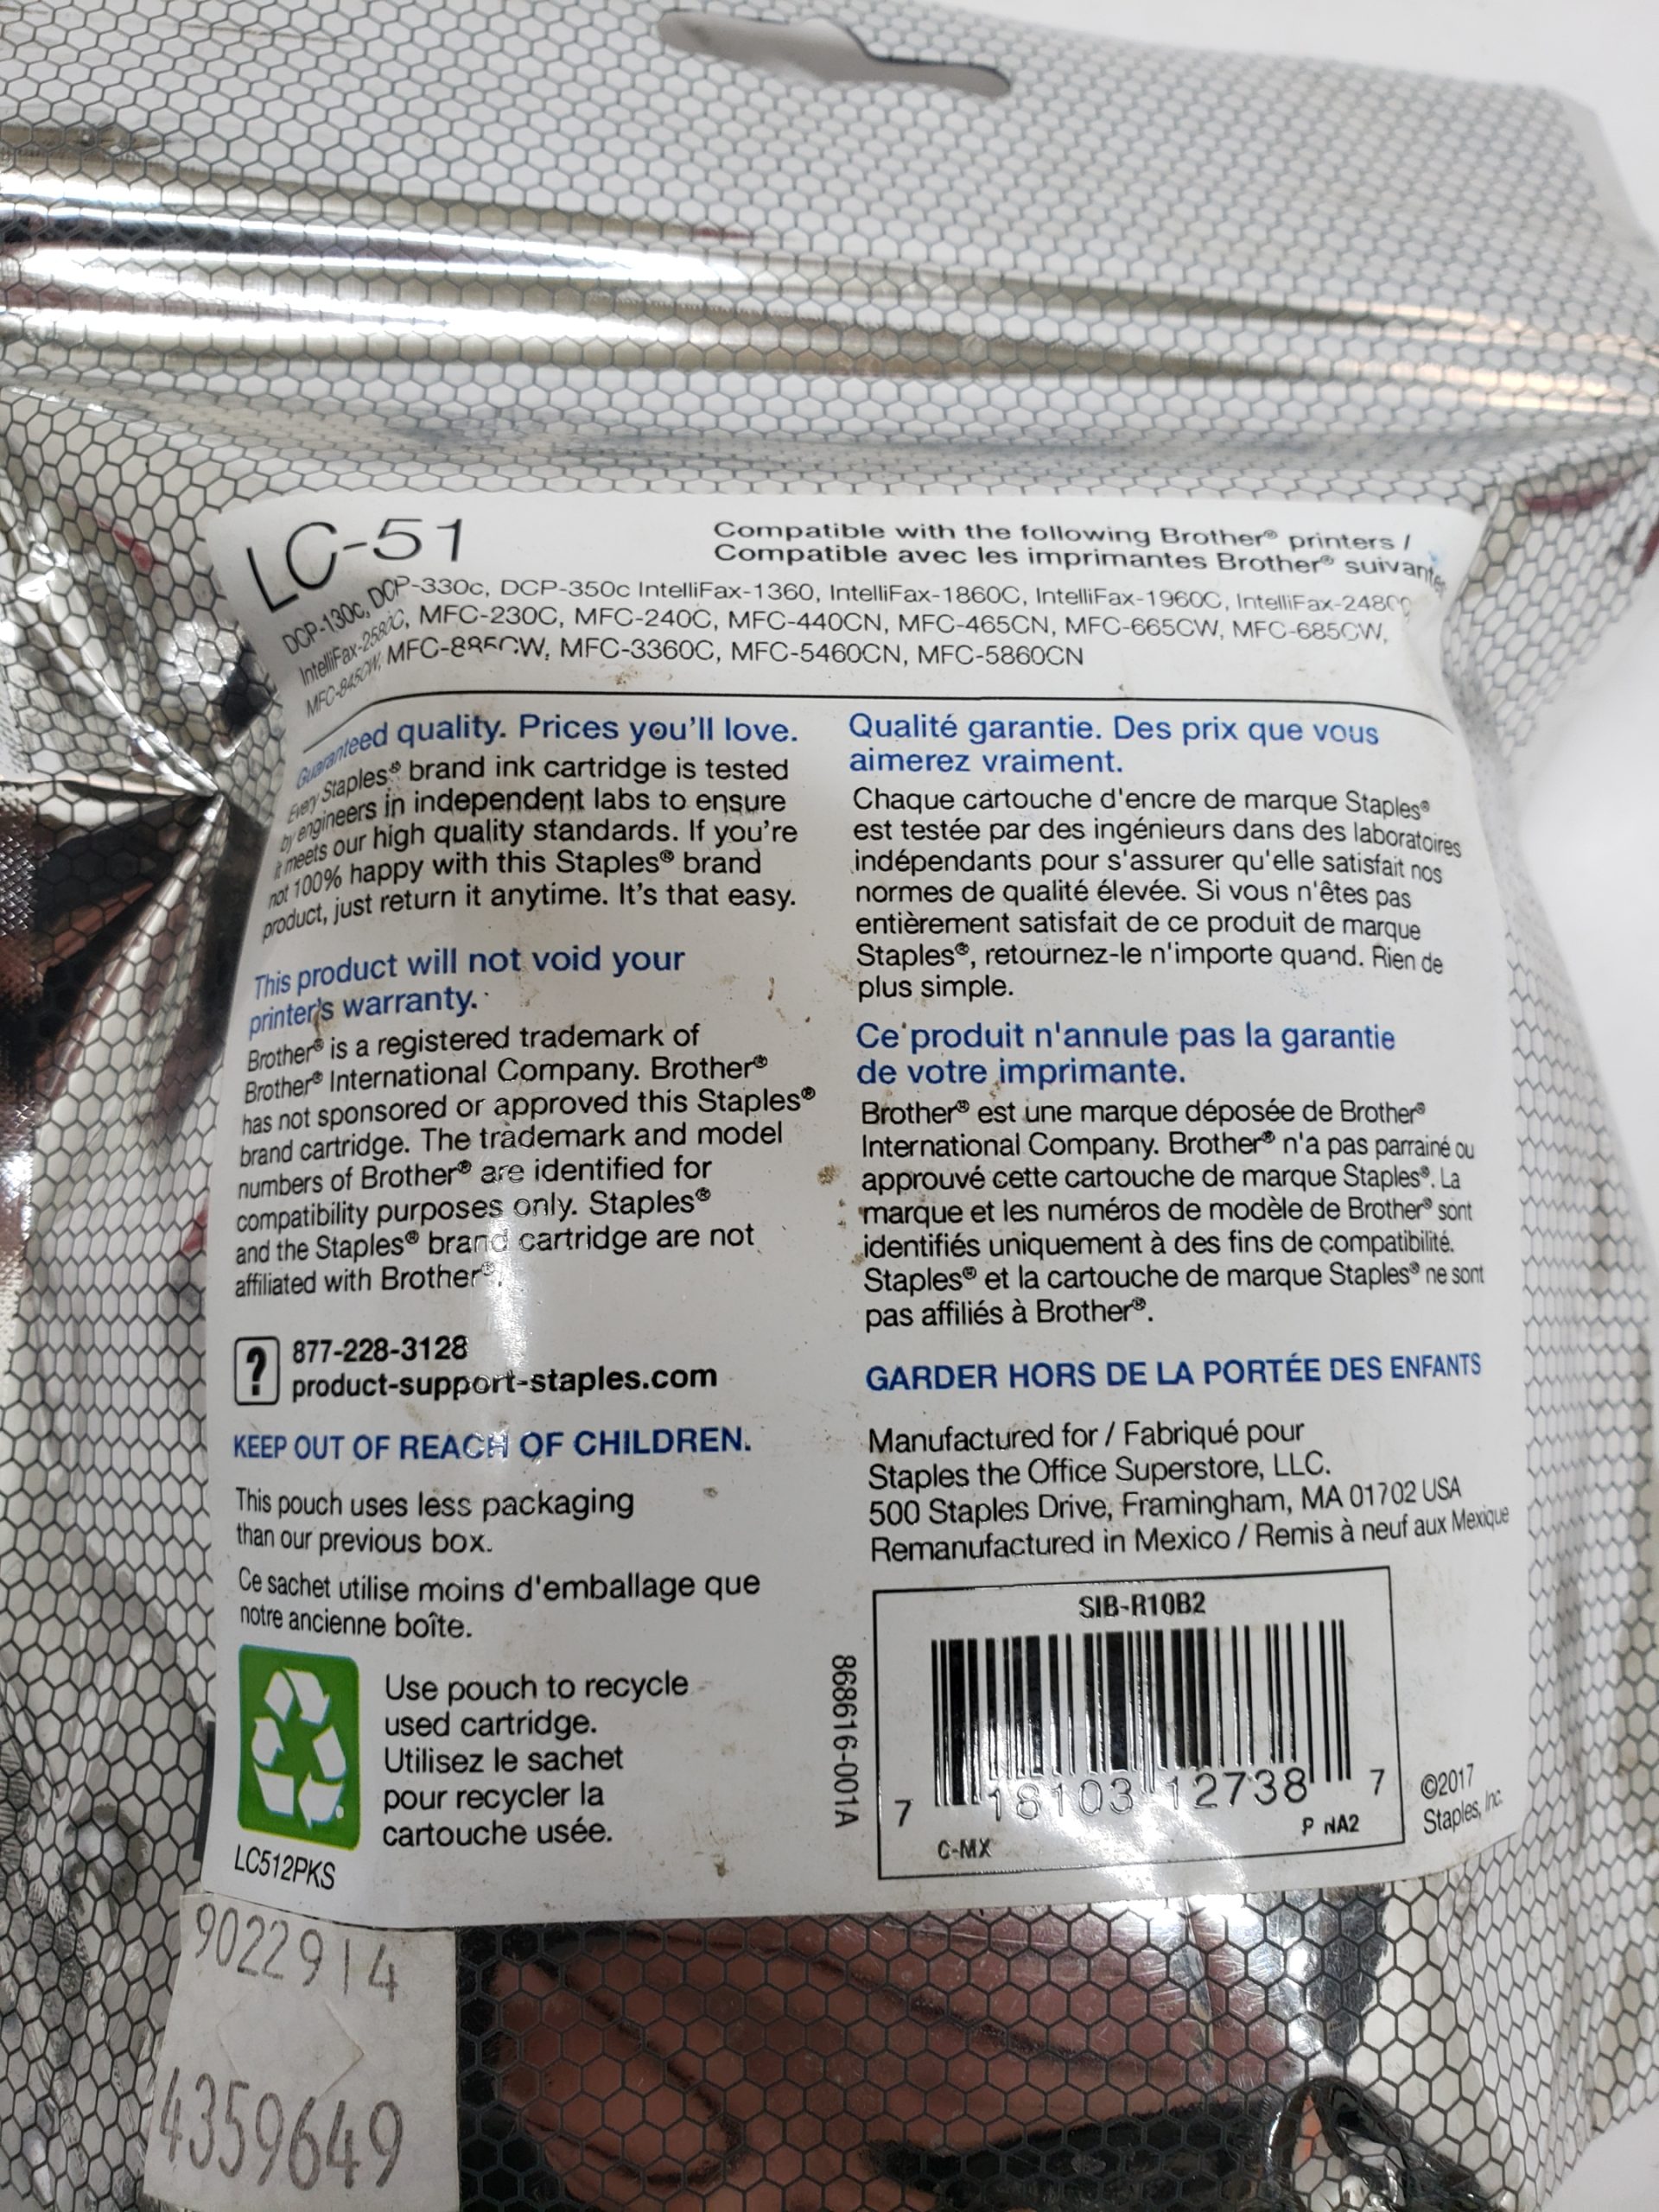 LC-51
Compatible with the following Brother® printers /
Compatible avec les imprimantes Brother® suivantes
DCP-130c, DCP-330c, DCP-350c IntelliFax-1360, IntelliFax-1860C, IntelliFax-1960C, IntelliFax-2480C
IntelliFax-2580C, MFC-230C, MFC-240C, MFC-440CN, MFC-465CN, MFC-665CW, MFC-685CW,
MFC-845CW, MFC-885CW, MFC-3360C, MFC-5460CN, MFC-5860CN
Guaranteed quality. Prices you'll love.
Every Staples® brand ink cartridge is tested
by engineers in independent labs to ensure
it meets our high quality standards. If you're
not 100% happy with this Staples® brand
product, just return it anytime. It's that easy.
This product will not void your
printer's warranty.
Brother® is a registered trademark of
Brother® International Company. Brother®
has not sponsored or approved this Staples®
brand cartridge. The trademark and model
numbers of Brother® are identified for
compatibility purposes only. Staples®
and the Staples® brand cartridge are not
affiliated with Brother®.
? 877-228-3128
product-support-staples.com
KEEP OUT OF REACH OF CHILDREN.
This pouch uses less packaging
than our previous box.
Ce sachet utilise moins d'emballage que
notre ancienne boîte.
Use pouch to recycle
used cartridge.
Utilisez le sachet
pour recycler la
cartouche usée.
LC512PKS
Qualité garantie. Des prix que vous
aimerez vraiment.
Chaque cartouche d'encre de marque Staples®
est testée par des ingénieurs dans des laboratoires
indépendants pour s'assurer qu'elle satisfait nos
normes de qualité élevée. Si vous n'êtes pas
entièrement satisfait de ce produit de marque
Staples®, retournez-le n'importe quand. Rien de
plus simple.
Ce produit n'annule pas la garantie
de votre imprimante.
Brother® est une marque déposée de Brother®
International Company. Brother® n'a pas parrainé ou
approuvé cette cartouche de marque Staples®. La
marque et les numéros de modèle de Brother® sont
identifiés uniquement à des fins de compatibilité.
Staples® et la cartouche de marque Staples® ne sont
pas affiliés à Brother®.
GARDER HORS DE LA PORTÉE DES ENFANTS
Manufactured for / Fabriqué pour
Staples the Office Superstore, LLC.
500 Staples Drive, Framingham, MA 01702 USA
Remanufactured in Mexico / Remis à neuf aux Mexique
868616-001A
SIB-R10B2
7 18103 12738 7
C-MX
P NA2
©2017
Staples, Inc.
9022914
4359649